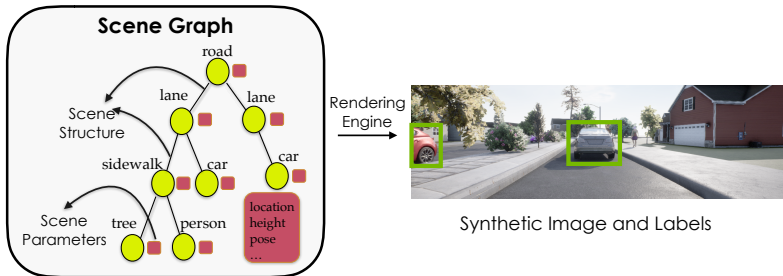 Scene Graph
road
lane
lane
Scene
Structure
sidewalk
car
car
Scene
Parameters
tree
person
location
height
pose
...
Rendering
Engine
Synthetic Image and Labels